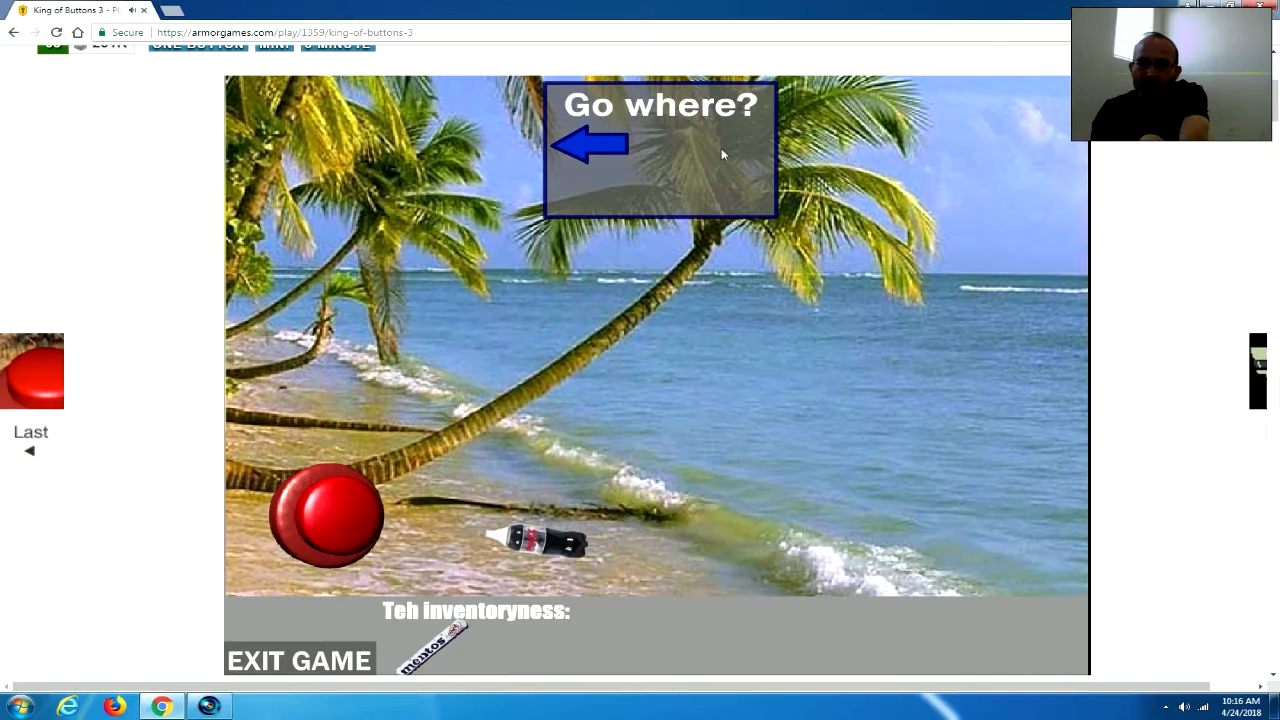 King of Buttons 3 - Pl
Secure
https://armorgames.com/play/1359/king-of-buttons-3
Go where?
Last
Teh inventoryness:
mentos
EXIT GAME
10:16 AM
4/24/2018